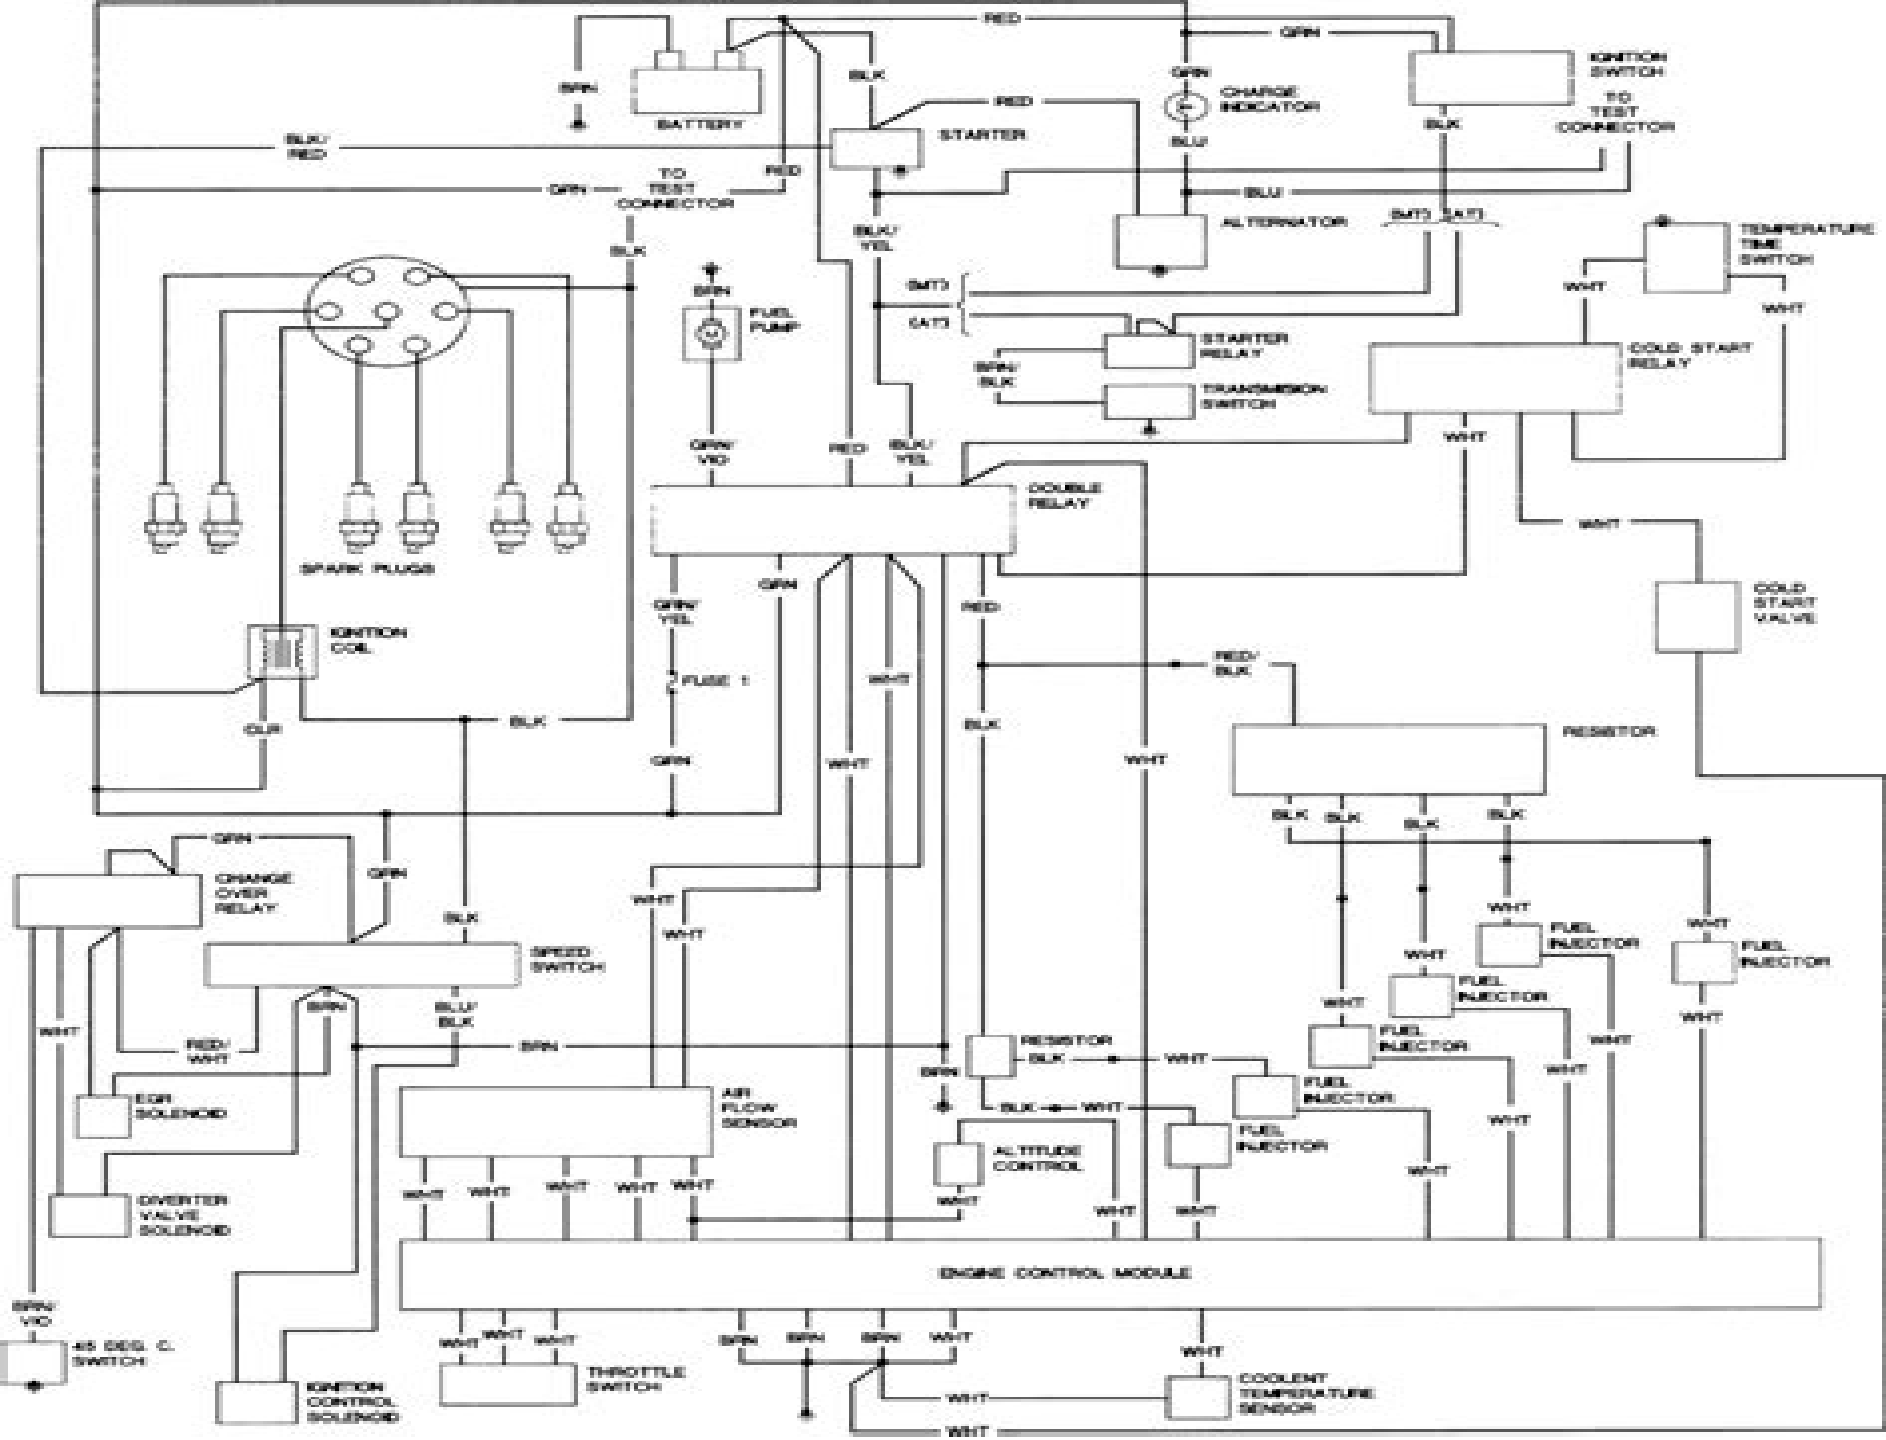 RED
GRN
BRN
BLK
BATTERY
GRN
CHARGE
INDICATOR
IGNITION
SWITCH
TO
TEST
CONNECTOR
RED
BLK
BLU
STARTER
BLK/
RED
RED
GRN
TO
TEST
CONNECTOR
BLU
ALTERNATOR
(MT) (AT)
TEMPERATURE
TIME
SWITCH
BLK/
YEL
BLK
BRN
FUEL
PUMP
(MT)
(AT)
WHT
WHT
STARTER
RELAY
COLD START
RELAY
BRN/
BLK
TRANSMISION
SWITCH
GRN/
VIO
RED
BLK/
YEL
WHT
DOUBLE
RELAY
WHT
SPARK PLUGS
GRN
GRN/
YEL
RED
COLD
START
VALVE
IGNITION
COIL
RED/
BLK
FUSE 1
WHT
BLK
BLK
RESISTOR
GRN
WHT
WHT
BLK
BLK
BLK
BLK
GRN
GRN
CHANGE
OVER
RELAY
WHT
WHT
BLK
WHT
WHT
FUEL
INJECTOR
FUEL
INJECTOR
SPEED
SWITCH
WHT
FUEL
INJECTOR
BRN
BLU/
BLK
WHT
WHT
WHT
FUEL
INJECTOR
WHT
RED/
WHT
BRN
RESISTOR
BLK
WHT
WHT
BRN
WHT
FUEL
INJECTOR
EGR
SOLENOID
AIR
FLOW
SENSOR
BLK
WHT
WHT
FUEL
INJECTOR
ALTITUDE
CONTROL
WHT
WHT
WHT
WHT
WHT
WHT
WHT
WHT
WHT
DIVERTER
VALVE
SOLENOID
ENGINE CONTROL MODULE
BRN/
VIO
45 DEG. C.
SWITCH
WHT
WHT
WHT
BRN
BRN
BRN
WHT
WHT
THROTTLE
SWITCH
IGNITION
CONTROL
SOLENOID
WHT
COOLENT
TEMPERATURE
SENSOR
WHT